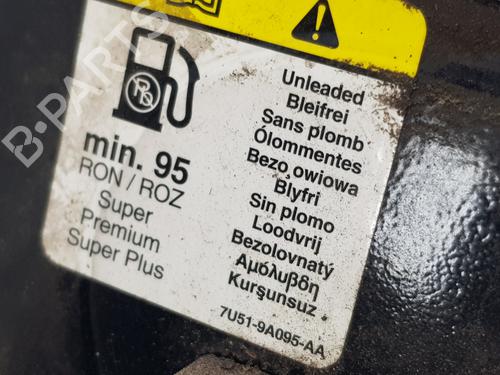 min. 95
RON / ROZ
Super
Premium
Super Plus
Unleaded
Bleifrei
Sans plomb
Ólommentes
Bezo owiowa
Blyfri
Sin plomo
Loodvrij
Bezolovnatý
Αμόλυβδη
Kurşunsuz
7U51-9A095-AA
B-PARTS